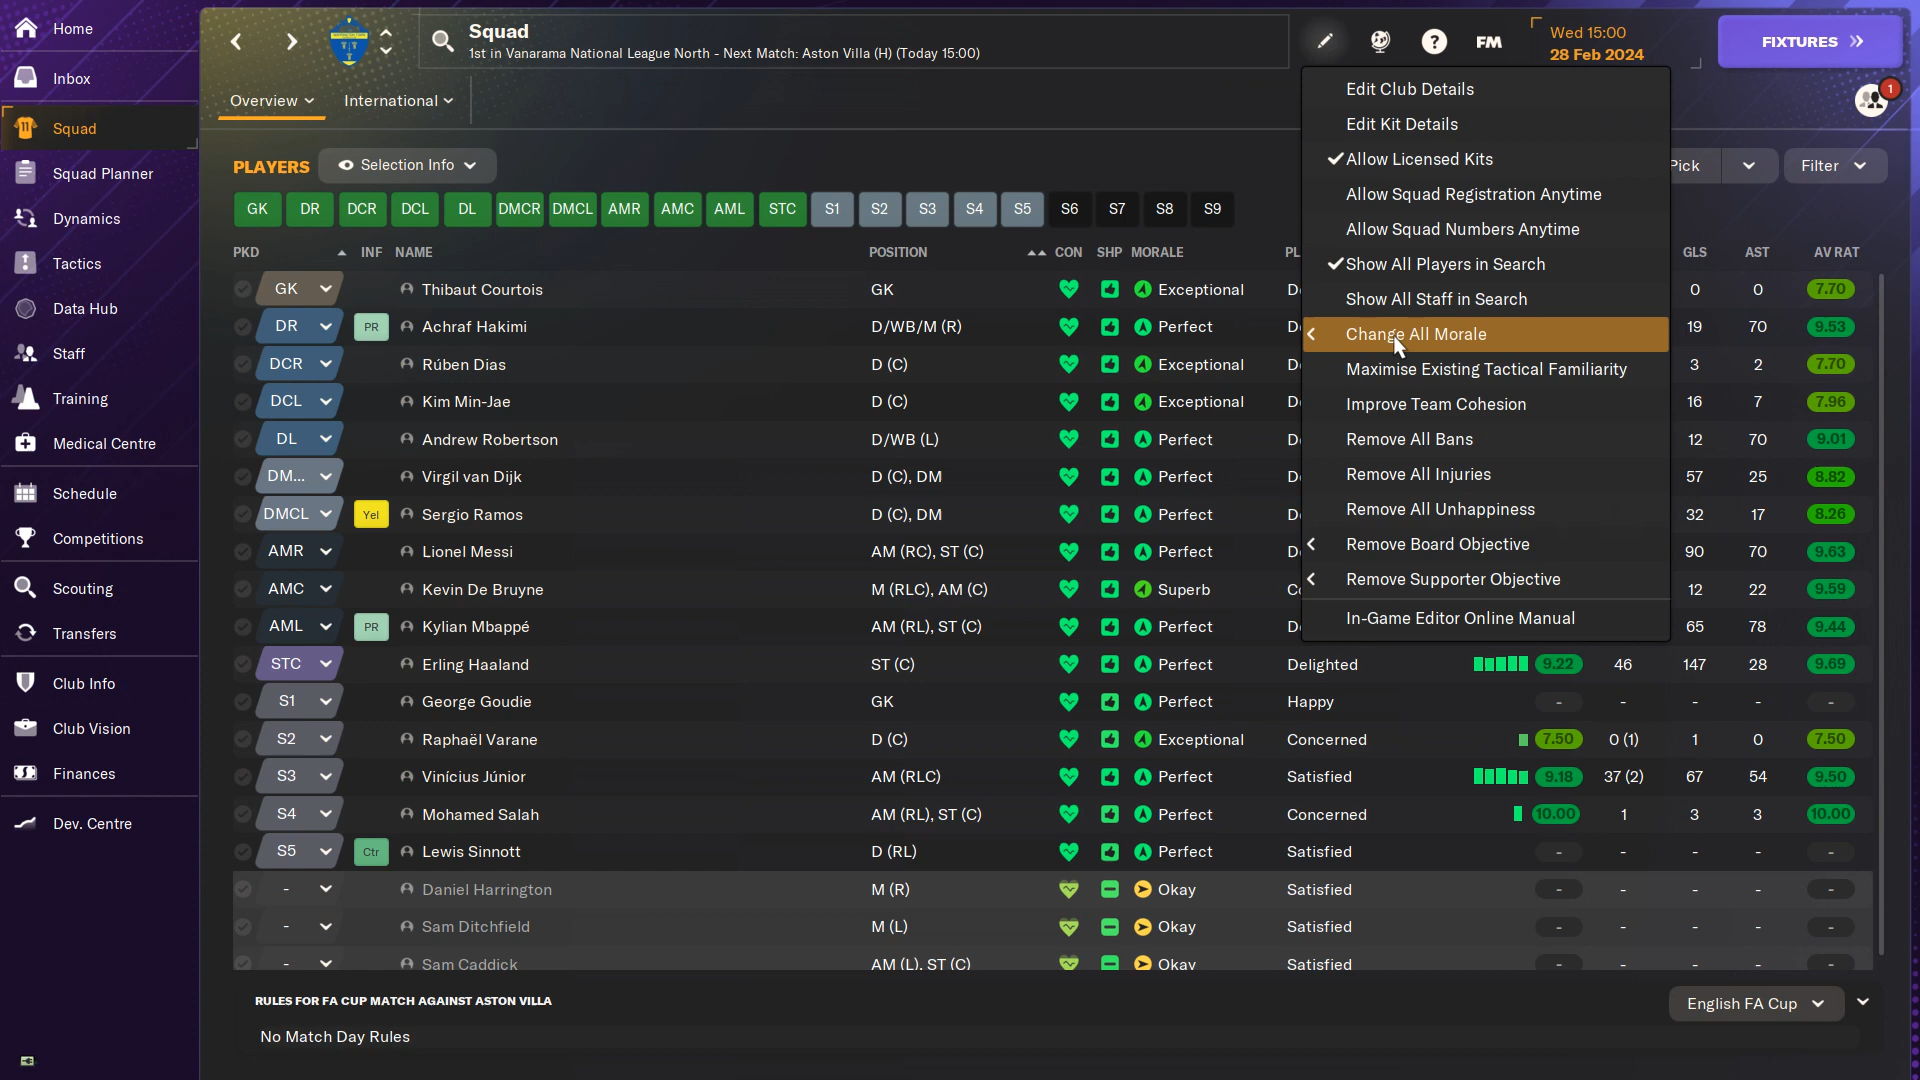 Home
Inbox
Squad
Squad Planner
Dynamics
Tactics
Data Hub
Staff
Training
Medical Centre
Schedule
Competitions
Scouting
Transfers
Club Info
Club Vision
Finances
Dev. Centre
Squad
1st in Vanarama National League North - Next Match: Aston Villa (H) (Today 15:00)
?
FM
Wed 15:00
28 Feb 2024
FIXTURES
1
Overview
International
PLAYERS
Selection Info
Pick
Filter
GK DR DCR DCL DL DMCR DMCL AMR AMC AML STC S1 S2 S3 S4 S5 S6 S7 S8 S9
PKD INF NAME POSITION CON SHP MORALE PL GLS AST AV RAT
GK Thibaut Courtois GK Exceptional D 0 0 7.70
DR PR Achraf Hakimi D/WB/M (R) Perfect D 19 70 9.53
DCR Rúben Dias D (C) Exceptional D 3 2 7.70
DCL Kim Min-Jae D (C) Exceptional D 16 7 7.96
DL Andrew Robertson D/WB (L) Perfect D 12 70 9.01
DM... Virgil van Dijk D (C), DM Perfect D 57 25 8.82
DMCL Yel Sergio Ramos D (C), DM Perfect D 32 17 8.26
AMR Lionel Messi AM (RC), ST (C) Perfect D 90 70 9.63
AMC Kevin De Bruyne M (RLC), AM (C) Superb C 12 22 9.59
AML PR Kylian Mbappé AM (RL), ST (C) Perfect D 65 78 9.44
STC Erling Haaland ST (C) Perfect Delighted 9.22 46 147 28 9.69
S1 George Goudie GK Perfect Happy - - - - -
S2 Raphaël Varane D (C) Exceptional Concerned 7.50 0 (1) 1 0 7.50
S3 Vinícius Júnior AM (RLC) Perfect Satisfied 9.18 37 (2) 67 54 9.50
S4 Mohamed Salah AM (RL), ST (C) Perfect Concerned 10.00 1 3 3 10.00
S5 Ctr Lewis Sinnott D (RL) Perfect Satisfied - - - - -
- Daniel Harrington M (R) Okay Satisfied - - - - -
- Sam Ditchfield M (L) Okay Satisfied - - - - -
- Sam Caddick AM (L), ST (C) Okay Satisfied - - - - -
Edit Club Details
Edit Kit Details
Allow Licensed Kits
Allow Squad Registration Anytime
Allow Squad Numbers Anytime
Show All Players in Search
Show All Staff in Search
Change All Morale
Maximise Existing Tactical Familiarity
Improve Team Cohesion
Remove All Bans
Remove All Injuries
Remove All Unhappiness
Remove Board Objective
Remove Supporter Objective
In-Game Editor Online Manual
RULES FOR FA CUP MATCH AGAINST ASTON VILLA
English FA Cup
No Match Day Rules